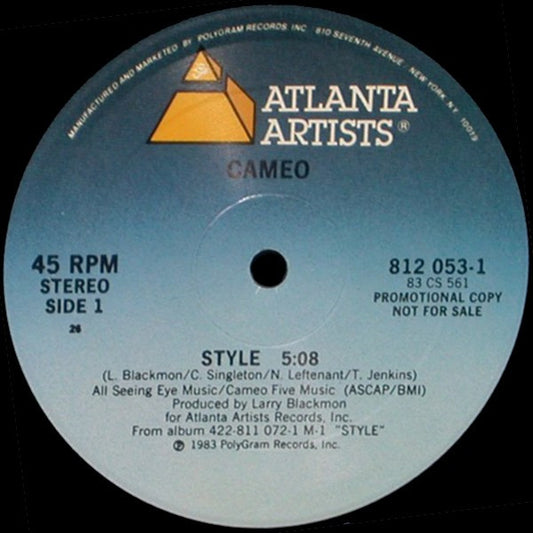 MANUFACTURED AND MARKETED BY POLYGRAM RECORDS, INC. 810 SEVENTH AVENUE · NEW YORK, N.Y. 10019
ATLANTA
ARTISTS®
CAMEO
45 RPM
STEREO
SIDE 1
26
812 053-1
83 CS 561
PROMOTIONAL COPY
NOT FOR SALE
STYLE 5:08
(L. Blackmon/C. Singleton/N. Leftenant/T. Jenkins)
All Seeing Eye Music/Cameo Five Music (ASCAP/BMI)
Produced by Larry Blackmon
for Atlanta Artists Records, Inc.
From album 422-811 072-1 M-1 "STYLE"
℗ 1983 PolyGram Records, Inc.